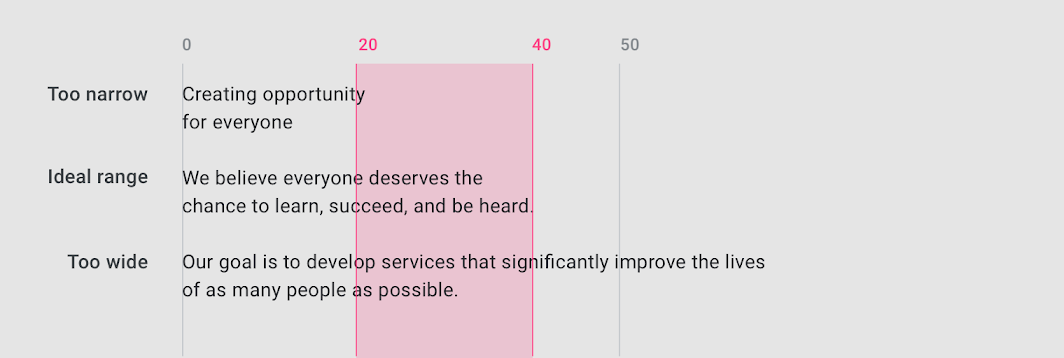 0 20 40 50
Too narrow
Creating opportunity
for everyone
Ideal range
We believe everyone deserves the
chance to learn, succeed, and be heard.
Too wide
Our goal is to develop services that significantly improve the lives
of as many people as possible.